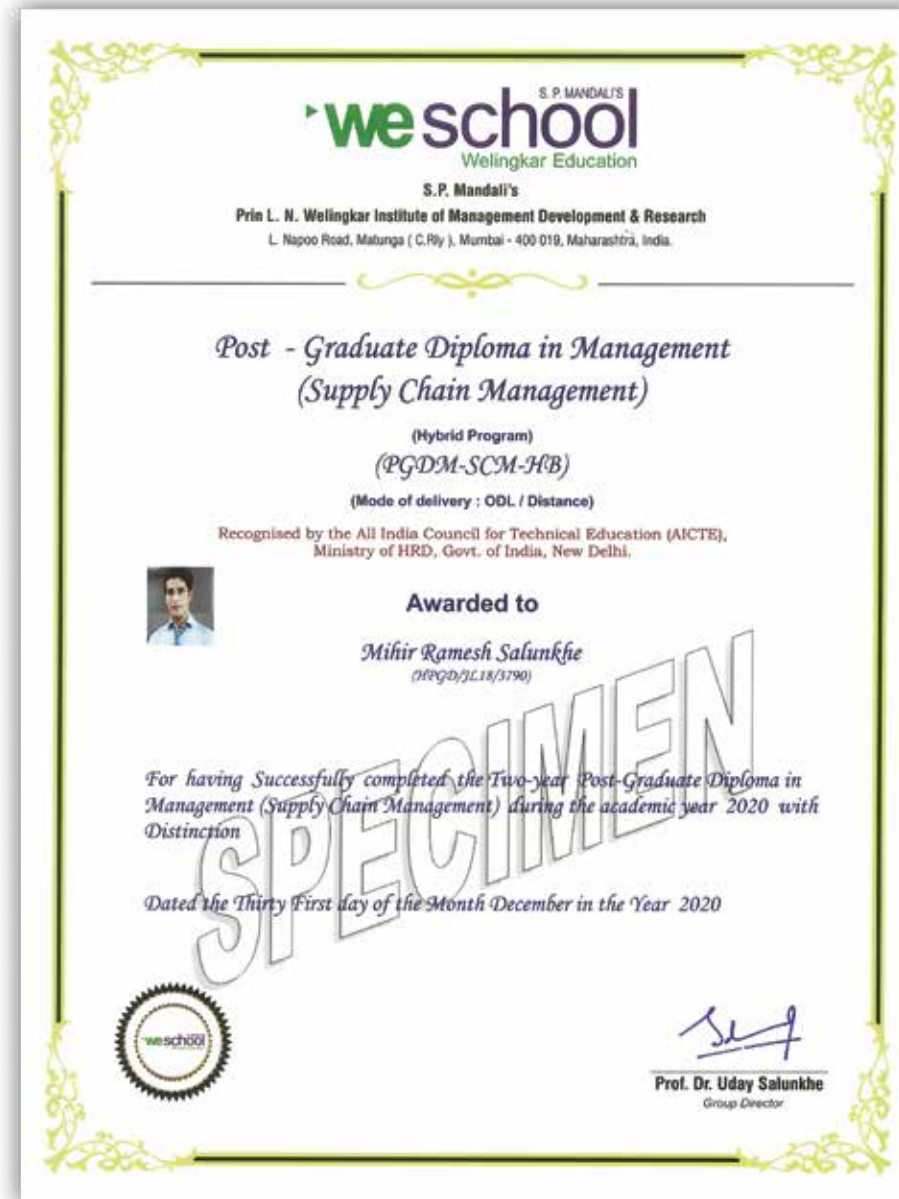 S. P. MANDALI'S
we school
Welingkar Education
S.P. Mandali's
Prin L. N. Welingkar Institute of Management Development & Research
L. Napoo Road, Matunga ( C.Rly ), Mumbai - 400 019, Maharashtra, India.
Post - Graduate Diploma in Management
(Supply Chain Management)
(Hybrid Program)
(PGDM-SCM-HB)
(Mode of delivery : ODL / Distance)
Recognised by the All India Council for Technical Education (AICTE),
Ministry of HRD, Govt. of India, New Delhi.
Awarded to
Mihir Ramesh Salunkhe
(HPGD/JL18/3790)
SPECIMEN
For having Successfully completed the Two-year Post-Graduate Diploma in
Management (Supply Chain Management) during the academic year 2020 with
Distinction
Dated the Thirty First day of the Month December in the Year 2020
weschool
Prof. Dr. Uday Salunkhe
Group Director